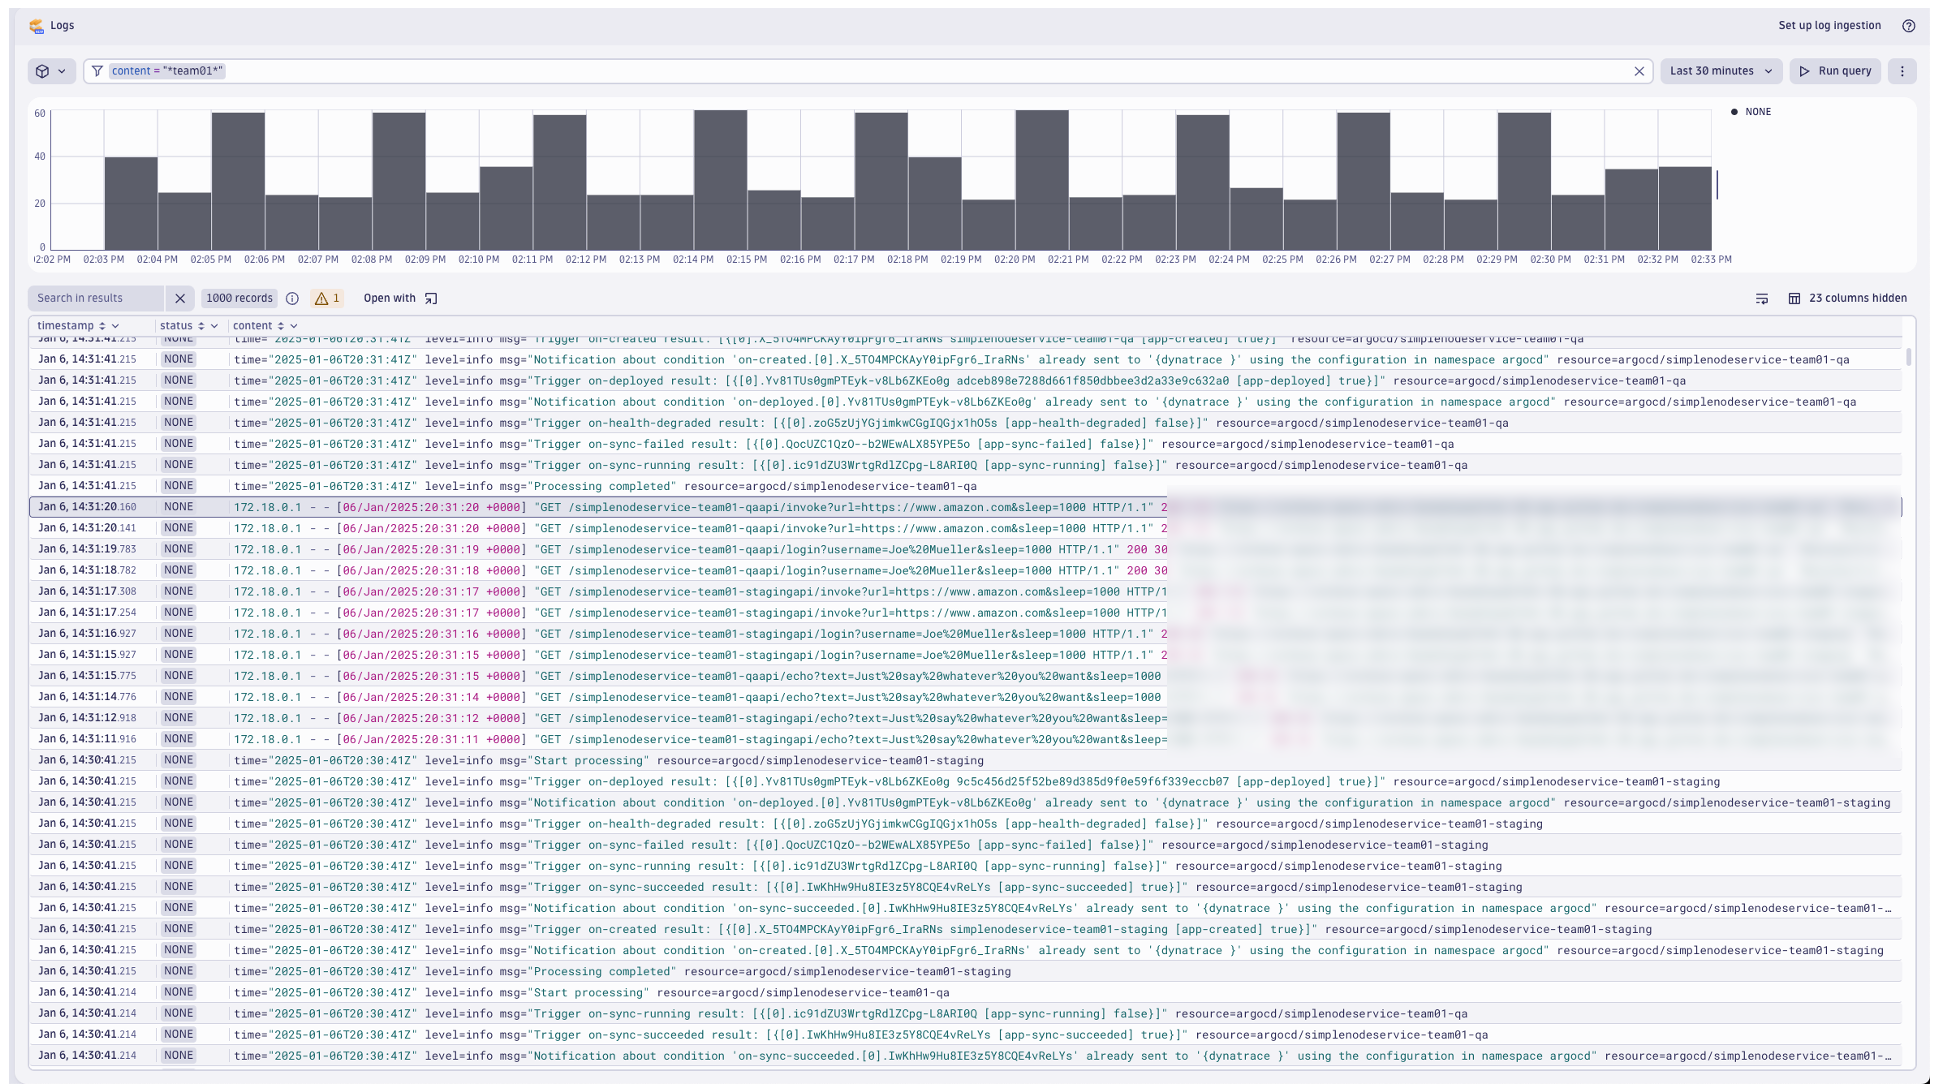 Logs
Set up log ingestion
content = "*team01*"
Last 30 minutes
Run query
60
40
20
0
02:02 PM 02:03 PM 02:04 PM 02:05 PM 02:06 PM 02:07 PM 02:08 PM 02:09 PM 02:10 PM 02:11 PM 02:12 PM 02:13 PM 02:14 PM 02:15 PM 02:16 PM 02:17 PM 02:18 PM 02:19 PM 02:20 PM 02:21 PM 02:22 PM 02:23 PM 02:24 PM 02:25 PM 02:26 PM 02:27 PM 02:28 PM 02:29 PM 02:30 PM 02:31 PM 02:32 PM 02:33 PM
NONE
Search in results
1000 records
1
Open with
23 columns hidden
timestamp status content
Jan 6, 14:31:41.215 NONE time="2025-01-06T20:31:41Z" level=info msg="Trigger on-created result: [{[0].X_5TO4MPCKAyY0ipFgr6_IraRNs simplenodeservice-team01-qa [app-created] true}]" resource=argocd/simplenodeservice-team01-qa
Jan 6, 14:31:41.215 NONE time="2025-01-06T20:31:41Z" level=info msg="Notification about condition 'on-created.[0].X_5TO4MPCKAyY0ipFgr6_IraRNs' already sent to '{dynatrace }' using the configuration in namespace argocd" resource=argocd/simplenodeservice-team01-qa
Jan 6, 14:31:41.215 NONE time="2025-01-06T20:31:41Z" level=info msg="Trigger on-deployed result: [{[0].Yv81TUs0gmPTEyk-v8Lb6ZKEo0g adceb898e7288d661f850dbbee3d2a33e9c632a0 [app-deployed] true}]" resource=argocd/simplenodeservice-team01-qa
Jan 6, 14:31:41.215 NONE time="2025-01-06T20:31:41Z" level=info msg="Notification about condition 'on-deployed.[0].Yv81TUs0gmPTEyk-v8Lb6ZKEo0g' already sent to '{dynatrace }' using the configuration in namespace argocd" resource=argocd/simplenodeservice-team01-qa
Jan 6, 14:31:41.215 NONE time="2025-01-06T20:31:41Z" level=info msg="Trigger on-health-degraded result: [{[0].zoG5zUjYGjimkwCGgIQGjx1hO5s [app-health-degraded] false}]" resource=argocd/simplenodeservice-team01-qa
Jan 6, 14:31:41.215 NONE time="2025-01-06T20:31:41Z" level=info msg="Trigger on-sync-failed result: [{[0].QocUZC1QzO--b2WEwALX85YPE5o [app-sync-failed] false}]" resource=argocd/simplenodeservice-team01-qa
Jan 6, 14:31:41.215 NONE time="2025-01-06T20:31:41Z" level=info msg="Trigger on-sync-running result: [{[0].ic91dZU3WrtgRdlZCpg-L8ARI0Q [app-sync-running] false}]" resource=argocd/simplenodeservice-team01-qa
Jan 6, 14:31:41.215 NONE time="2025-01-06T20:31:41Z" level=info msg="Processing completed" resource=argocd/simplenodeservice-team01-qa
Jan 6, 14:31:20.160 NONE 172.18.0.1 - - [06/Jan/2025:20:31:20 +0000] "GET /simplenodeservice-team01-qaapi/invoke?url=https://www.amazon.com&sleep=1000 HTTP/1.1" 2
Jan 6, 14:31:20.141 NONE 172.18.0.1 - - [06/Jan/2025:20:31:20 +0000] "GET /simplenodeservice-team01-qaapi/invoke?url=https://www.amazon.com&sleep=1000 HTTP/1.1" 2
Jan 6, 14:31:19.783 NONE 172.18.0.1 - - [06/Jan/2025:20:31:19 +0000] "GET /simplenodeservice-team01-qaapi/login?username=Joe%20Mueller&sleep=1000 HTTP/1.1" 200 30
Jan 6, 14:31:18.782 NONE 172.18.0.1 - - [06/Jan/2025:20:31:18 +0000] "GET /simplenodeservice-team01-qaapi/login?username=Joe%20Mueller&sleep=1000 HTTP/1.1" 200 30
Jan 6, 14:31:17.308 NONE 172.18.0.1 - - [06/Jan/2025:20:31:17 +0000] "GET /simplenodeservice-team01-stagingapi/invoke?url=https://www.amazon.com&sleep=1000 HTTP/1
Jan 6, 14:31:17.254 NONE 172.18.0.1 - - [06/Jan/2025:20:31:17 +0000] "GET /simplenodeservice-team01-stagingapi/invoke?url=https://www.amazon.com&sleep=1000 HTTP/1
Jan 6, 14:31:16.927 NONE 172.18.0.1 - - [06/Jan/2025:20:31:16 +0000] "GET /simplenodeservice-team01-stagingapi/login?username=Joe%20Mueller&sleep=1000 HTTP/1.1" 2
Jan 6, 14:31:15.927 NONE 172.18.0.1 - - [06/Jan/2025:20:31:15 +0000] "GET /simplenodeservice-team01-stagingapi/login?username=Joe%20Mueller&sleep=1000 HTTP/1.1" 2
Jan 6, 14:31:15.775 NONE 172.18.0.1 - - [06/Jan/2025:20:31:15 +0000] "GET /simplenodeservice-team01-qaapi/echo?text=Just%20say%20whatever%20you%20want&sleep=1000
Jan 6, 14:31:14.776 NONE 172.18.0.1 - - [06/Jan/2025:20:31:14 +0000] "GET /simplenodeservice-team01-qaapi/echo?text=Just%20say%20whatever%20you%20want&sleep=1000
Jan 6, 14:31:12.918 NONE 172.18.0.1 - - [06/Jan/2025:20:31:12 +0000] "GET /simplenodeservice-team01-stagingapi/echo?text=Just%20say%20whatever%20you%20want&sleep=
Jan 6, 14:31:11.916 NONE 172.18.0.1 - - [06/Jan/2025:20:31:11 +0000] "GET /simplenodeservice-team01-stagingapi/echo?text=Just%20say%20whatever%20you%20want&sleep=
Jan 6, 14:30:41.215 NONE time="2025-01-06T20:30:41Z" level=info msg="Start processing" resource=argocd/simplenodeservice-team01-staging
Jan 6, 14:30:41.215 NONE time="2025-01-06T20:30:41Z" level=info msg="Trigger on-deployed result: [{[0].Yv81TUs0gmPTEyk-v8Lb6ZKEo0g 9c5c456d25f52be89d385d9f0e59f6f339eccb07 [app-deployed] true}]" resource=argocd/simplenodeservice-team01-staging
Jan 6, 14:30:41.215 NONE time="2025-01-06T20:30:41Z" level=info msg="Notification about condition 'on-deployed.[0].Yv81TUs0gmPTEyk-v8Lb6ZKEo0g' already sent to '{dynatrace }' using the configuration in namespace argocd" resource=argocd/simplenodeservice-team01-staging
Jan 6, 14:30:41.215 NONE time="2025-01-06T20:30:41Z" level=info msg="Trigger on-health-degraded result: [{[0].zoG5zUjYGjimkwCGgIQGjx1hO5s [app-health-degraded] false}]" resource=argocd/simplenodeservice-team01-staging
Jan 6, 14:30:41.215 NONE time="2025-01-06T20:30:41Z" level=info msg="Trigger on-sync-failed result: [{[0].QocUZC1QzO--b2WEwALX85YPE5o [app-sync-failed] false}]" resource=argocd/simplenodeservice-team01-staging
Jan 6, 14:30:41.215 NONE time="2025-01-06T20:30:41Z" level=info msg="Trigger on-sync-running result: [{[0].ic91dZU3WrtgRdlZCpg-L8ARI0Q [app-sync-running] false}]" resource=argocd/simplenodeservice-team01-staging
Jan 6, 14:30:41.215 NONE time="2025-01-06T20:30:41Z" level=info msg="Trigger on-sync-succeeded result: [{[0].IwKhHw9Hu8IE3z5Y8CQE4vReLYs [app-sync-succeeded] true}]" resource=argocd/simplenodeservice-team01-staging
Jan 6, 14:30:41.215 NONE time="2025-01-06T20:30:41Z" level=info msg="Notification about condition 'on-sync-succeeded.[0].IwKhHw9Hu8IE3z5Y8CQE4vReLYs' already sent to '{dynatrace }' using the configuration in namespace argocd" resource=argocd/simplenodeservice-team01-…
Jan 6, 14:30:41.215 NONE time="2025-01-06T20:30:41Z" level=info msg="Trigger on-created result: [{[0].X_5TO4MPCKAyY0ipFgr6_IraRNs simplenodeservice-team01-staging [app-created] true}]" resource=argocd/simplenodeservice-team01-staging
Jan 6, 14:30:41.215 NONE time="2025-01-06T20:30:41Z" level=info msg="Notification about condition 'on-created.[0].X_5TO4MPCKAyY0ipFgr6_IraRNs' already sent to '{dynatrace }' using the configuration in namespace argocd" resource=argocd/simplenodeservice-team01-staging
Jan 6, 14:30:41.215 NONE time="2025-01-06T20:30:41Z" level=info msg="Processing completed" resource=argocd/simplenodeservice-team01-staging
Jan 6, 14:30:41.214 NONE time="2025-01-06T20:30:41Z" level=info msg="Start processing" resource=argocd/simplenodeservice-team01-qa
Jan 6, 14:30:41.214 NONE time="2025-01-06T20:30:41Z" level=info msg="Trigger on-sync-running result: [{[0].ic91dZU3WrtgRdlZCpg-L8ARI0Q [app-sync-running] false}]" resource=argocd/simplenodeservice-team01-qa
Jan 6, 14:30:41.214 NONE time="2025-01-06T20:30:41Z" level=info msg="Trigger on-sync-succeeded result: [{[0].IwKhHw9Hu8IE3z5Y8CQE4vReLYs [app-sync-succeeded] true}]" resource=argocd/simplenodeservice-team01-qa
Jan 6, 14:30:41.214 NONE time="2025-01-06T20:30:41Z" level=info msg="Notification about condition 'on-sync-succeeded.[0].IwKhHw9Hu8IE3z5Y8CQE4vReLYs' already sent to '{dynatrace }' using the configuration in namespace argocd" resource=argocd/simplenodeservice-team01-…